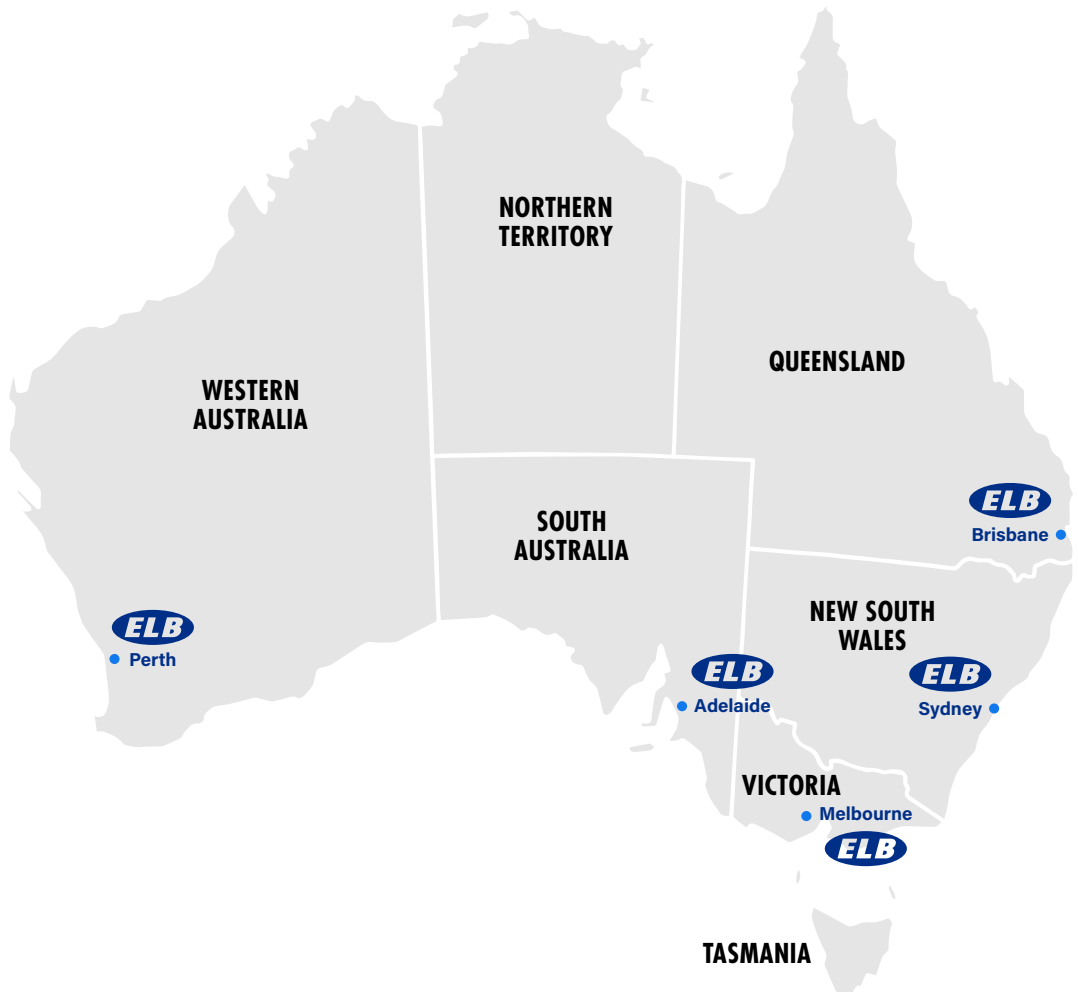 NORTHERN
TERRITORY
QUEENSLAND
WESTERN
AUSTRALIA
ELB
Brisbane
SOUTH
AUSTRALIA
NEW SOUTH
WALES
ELB
Perth
ELB
Adelaide
ELB
Sydney
VICTORIA
Melbourne
ELB
TASMANIA